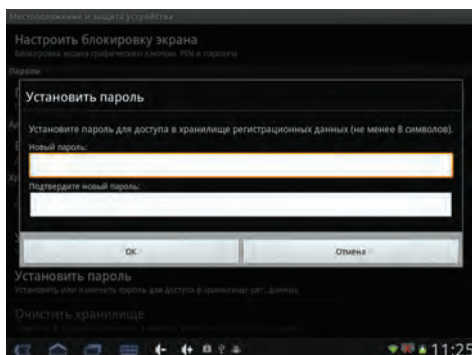 Местоположение и защита устройства
Настроить блокировку экрана
Блокировка экрана графическим ключом, PIN и паролем
Пароли
Установить пароль
Установите пароль для доступа в хранилище регистрационных данных (не менее 8 символов).
Новый пароль:
Подтвердите новый пароль:
OK
Отмена
Установить пароль
Установить или изменить пароль для доступа в хранилище рег. данных
Очистить хранилище
11:25